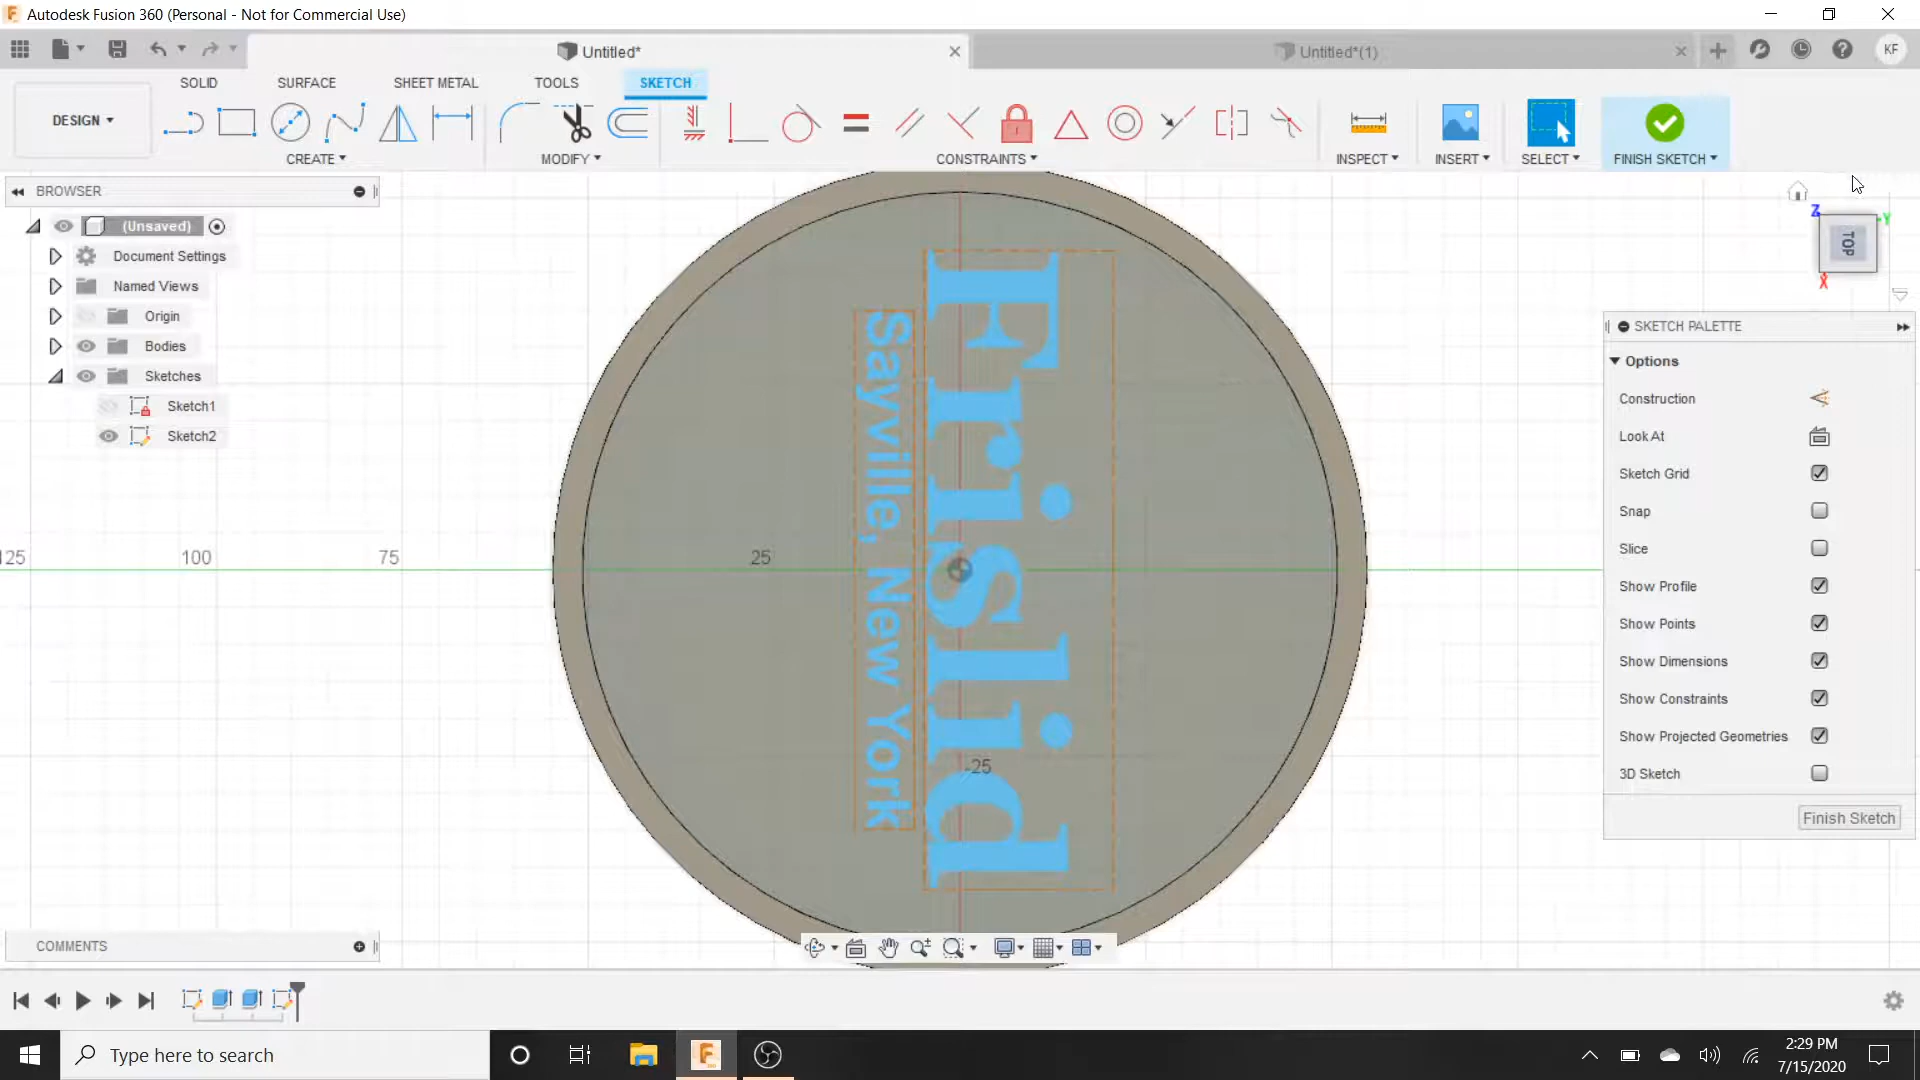 Autodesk Fusion 360 (Personal - Not for Commercial Use)
Untitled*
Untitled*(1)
KF
SOLID
SURFACE
SHEET METAL
TOOLS
SKETCH
DESIGN
CREATE
MODIFY
CONSTRAINTS
INSPECT
INSERT
SELECT
FINISH SKETCH
BROWSER
(Unsaved)
Document Settings
Named Views
Origin
Bodies
Sketches
Sketch1
Sketch2
Z
Y
TOP
X
125
100
75
25
-25
Frislid
Sayville, New York
SKETCH PALETTE
Options
Construction
Look At
Sketch Grid
Snap
Slice
Show Profile
Show Points
Show Dimensions
Show Constraints
Show Projected Geometries
3D Sketch
Finish Sketch
COMMENTS
Type here to search
2:29 PM
7/15/2020